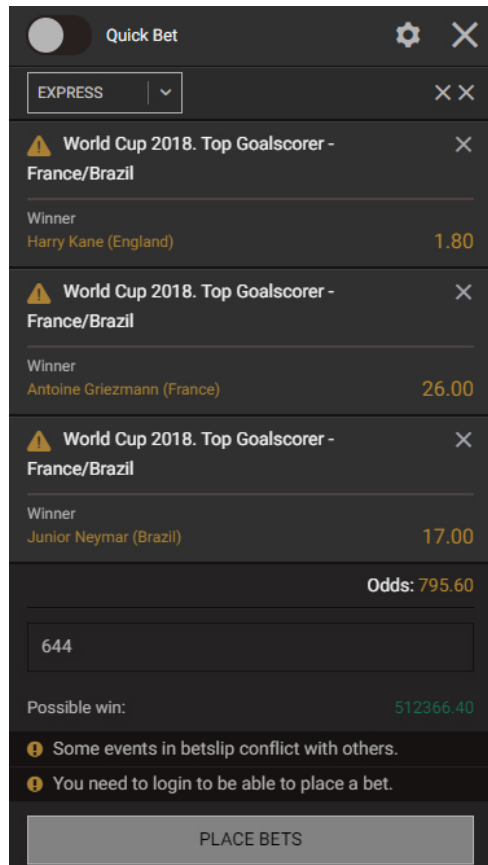 Quick Bet
EXPRESS
World Cup 2018. Top Goalscorer -
France/Brazil
Winner
Harry Kane (England) 1.80
World Cup 2018. Top Goalscorer -
France/Brazil
Winner
Antoine Griezmann (France) 26.00
World Cup 2018. Top Goalscorer -
France/Brazil
Winner
Junior Neymar (Brazil) 17.00
Odds: 795.60
644
Possible win: 512366.40
Some events in betslip conflict with others.
You need to login to be able to place a bet.
PLACE BETS